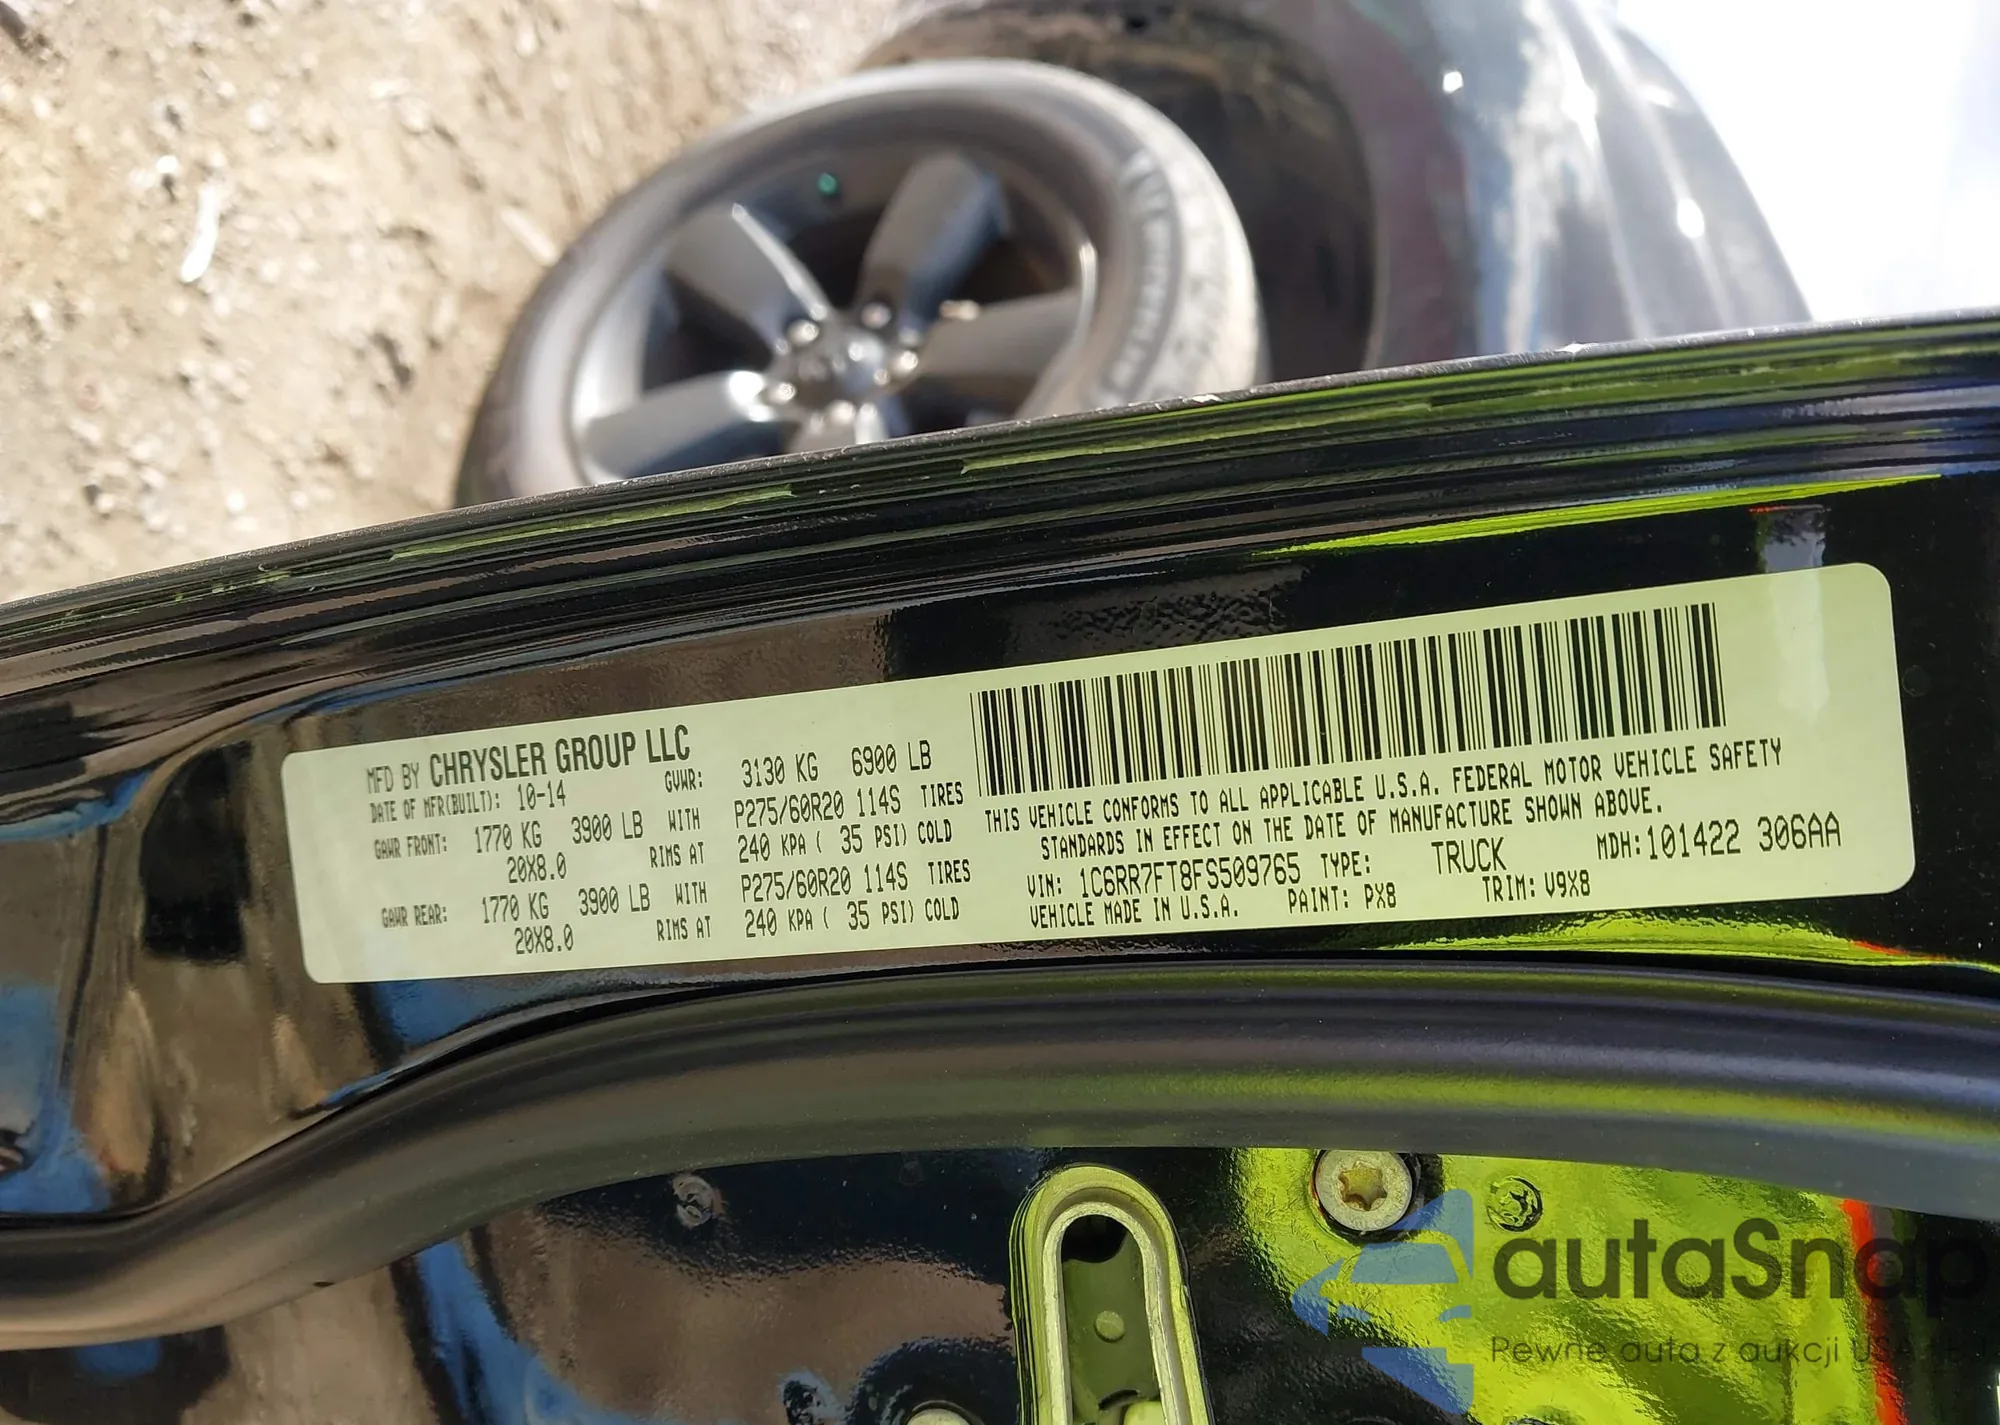 MFD BY CHRYSLER GROUP LLC
DATE OF MFR(BUILT): 10-14 GVWR: 3130 KG 6900 LB
GAWR FRONT: 1770 KG 3900 LB WITH P275/60R20 114S TIRES
20X8.0 RIMS AT 240 KPA ( 35 PSI) COLD
GAWR REAR: 1770 KG 3900 LB WITH P275/60R20 114S TIRES
20X8.0 RIMS AT 240 KPA ( 35 PSI) COLD
THIS VEHICLE CONFORMS TO ALL APPLICABLE U.S.A. FEDERAL MOTOR VEHICLE SAFETY
STANDARDS IN EFFECT ON THE DATE OF MANUFACTURE SHOWN ABOVE.
VIN: 1C6RR7FT8FS509765 TYPE: TRUCK MDH:101422 306AA
VEHICLE MADE IN U.S.A. PAINT: PX8 TRIM: V9X8
autaSnap
Pewne auta z aukcji USA